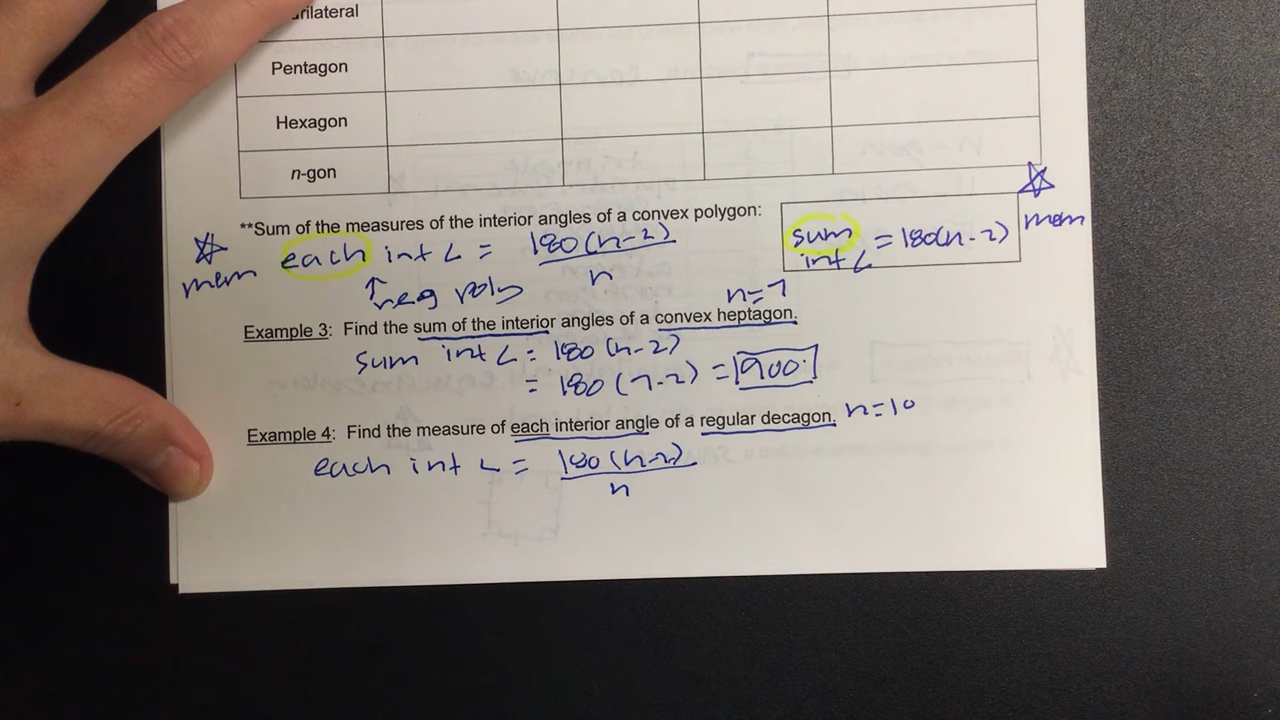 rilateral
Pentagon
Hexagon
n-gon
**Sum of the measures of the interior angles of a convex polygon:
sum int ∠ = 180(n-2)
☆ mem
☆ mem
each int ∠ = 180(n-2)/n
↑ reg poly
n=7
Example 3: Find the sum of the interior angles of a convex heptagon.
sum int ∠ = 180(n-2)
= 180(7-2) = 900°
Example 4: Find the measure of each interior angle of a regular decagon. n=10
each int ∠ = 180(n-2)/n